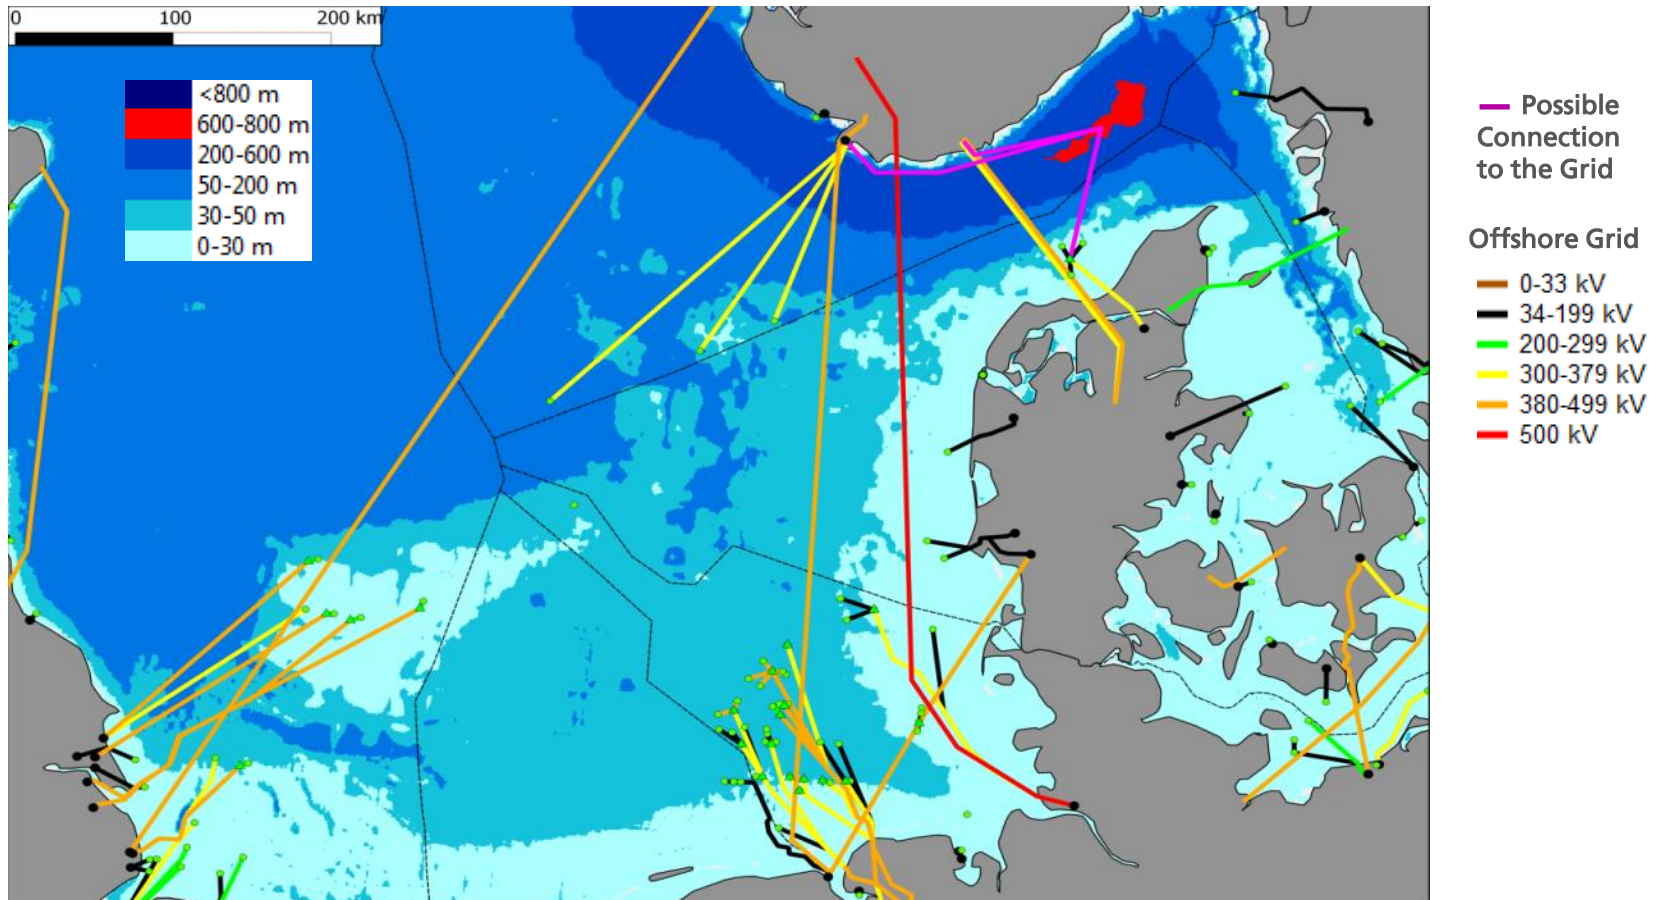 0 100 200 km
<800 m
600-800 m
200-600 m
50-200 m
30-50 m
0-30 m
Possible
Connection
to the Grid
Offshore Grid
0-33 kV
34-199 kV
200-299 kV
300-379 kV
380-499 kV
500 kV